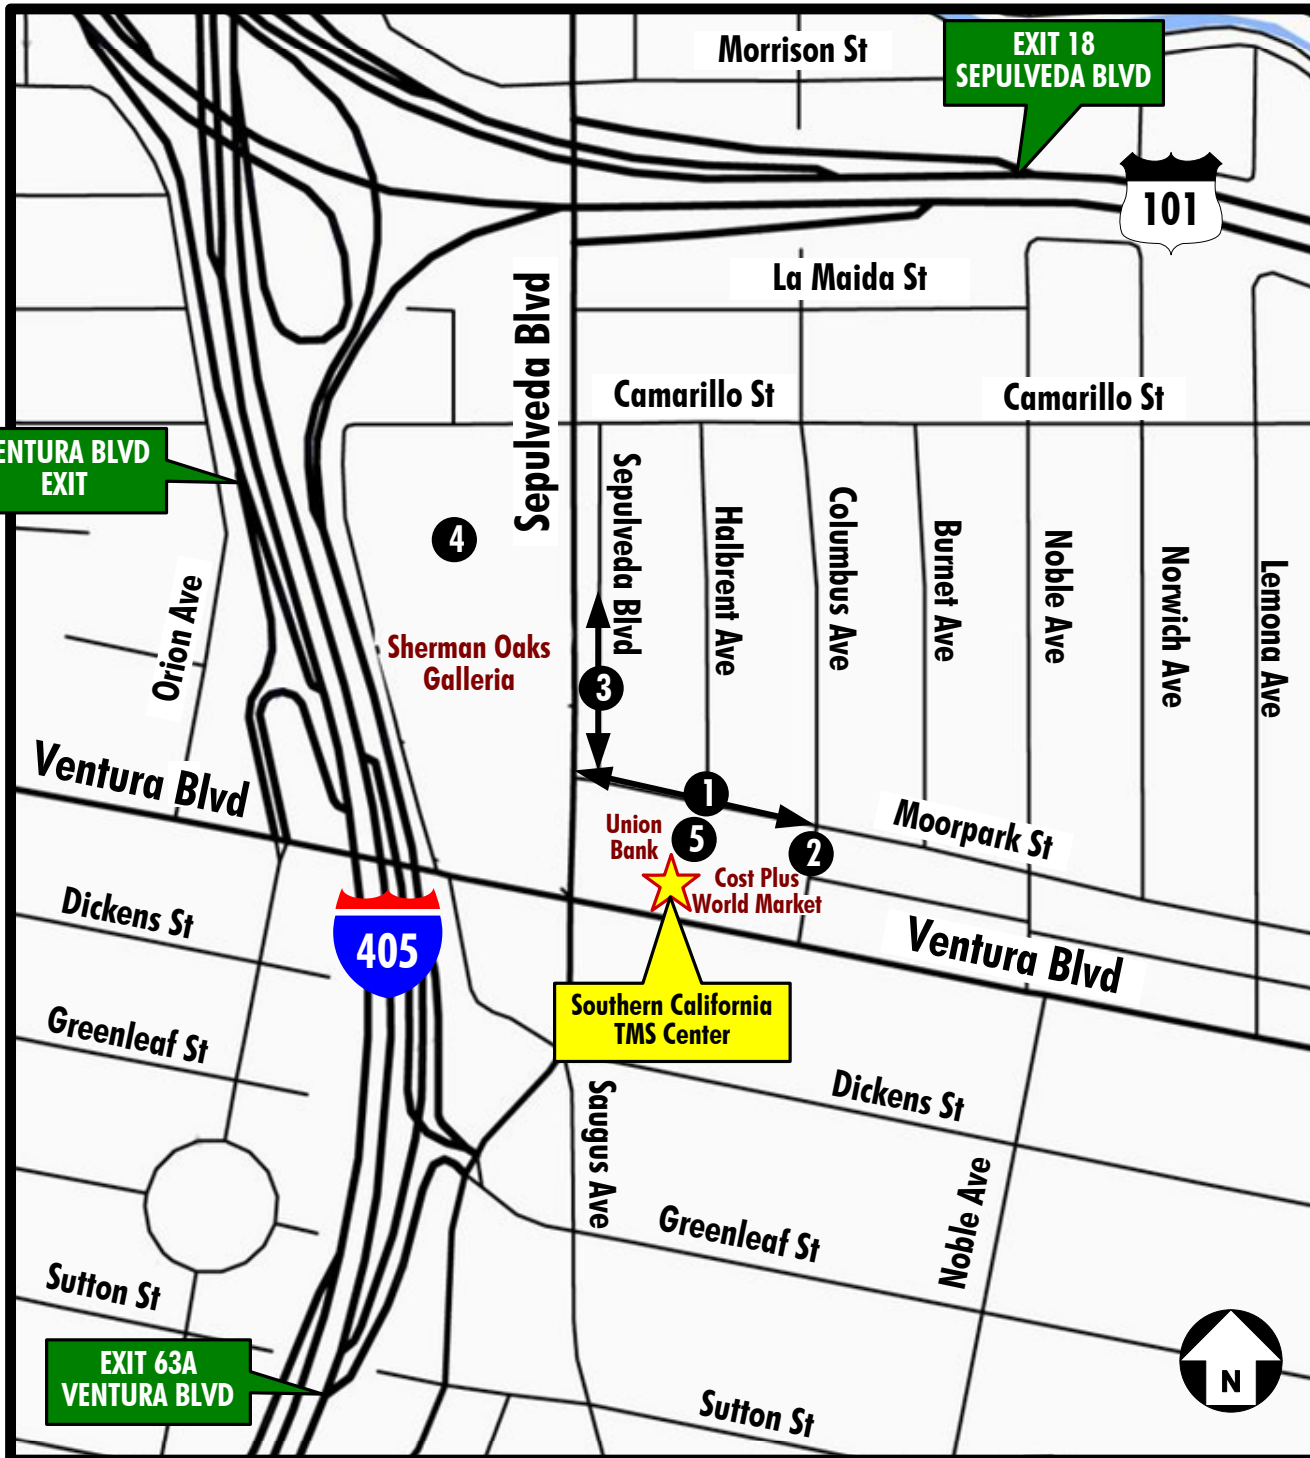 Morrison St
EXIT 18
SEPULVEDA BLVD
101
La Maida St
Sepulveda Blvd
Camarillo St
Camarillo St
ENTURA BLVD
EXIT
Sepulveda Blvd
Halbrent Ave
Columbus Ave
Burnet Ave
Noble Ave
Norwich Ave
Lemona Ave
4
Orion Ave
Sherman Oaks
Galleria
3
Ventura Blvd
1
Union
Bank
5
2
Moorpark St
Cost Plus
World Market
Dickens St
405
Ventura Blvd
Southern California
TMS Center
Greenleaf St
Dickens St
Saugus Ave
Noble Ave
Greenleaf St
Sutton St
EXIT 63A
VENTURA BLVD
Sutton St
N